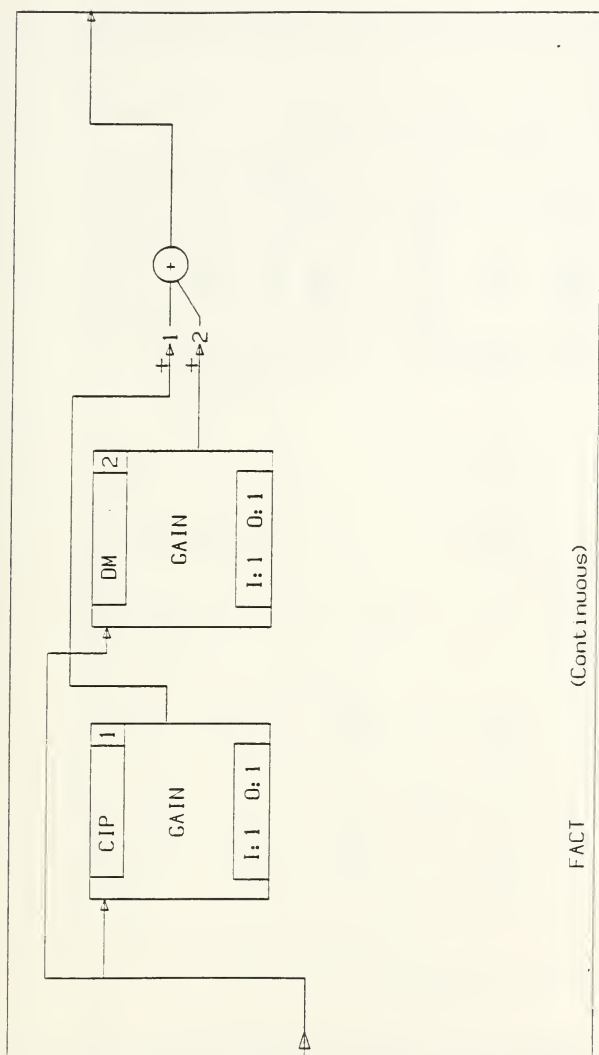 CIP 1
GAIN
I:1 O:1
DM 2
GAIN
I:1 O:1
+ 1
+ 2
+
FACT (Continuous)